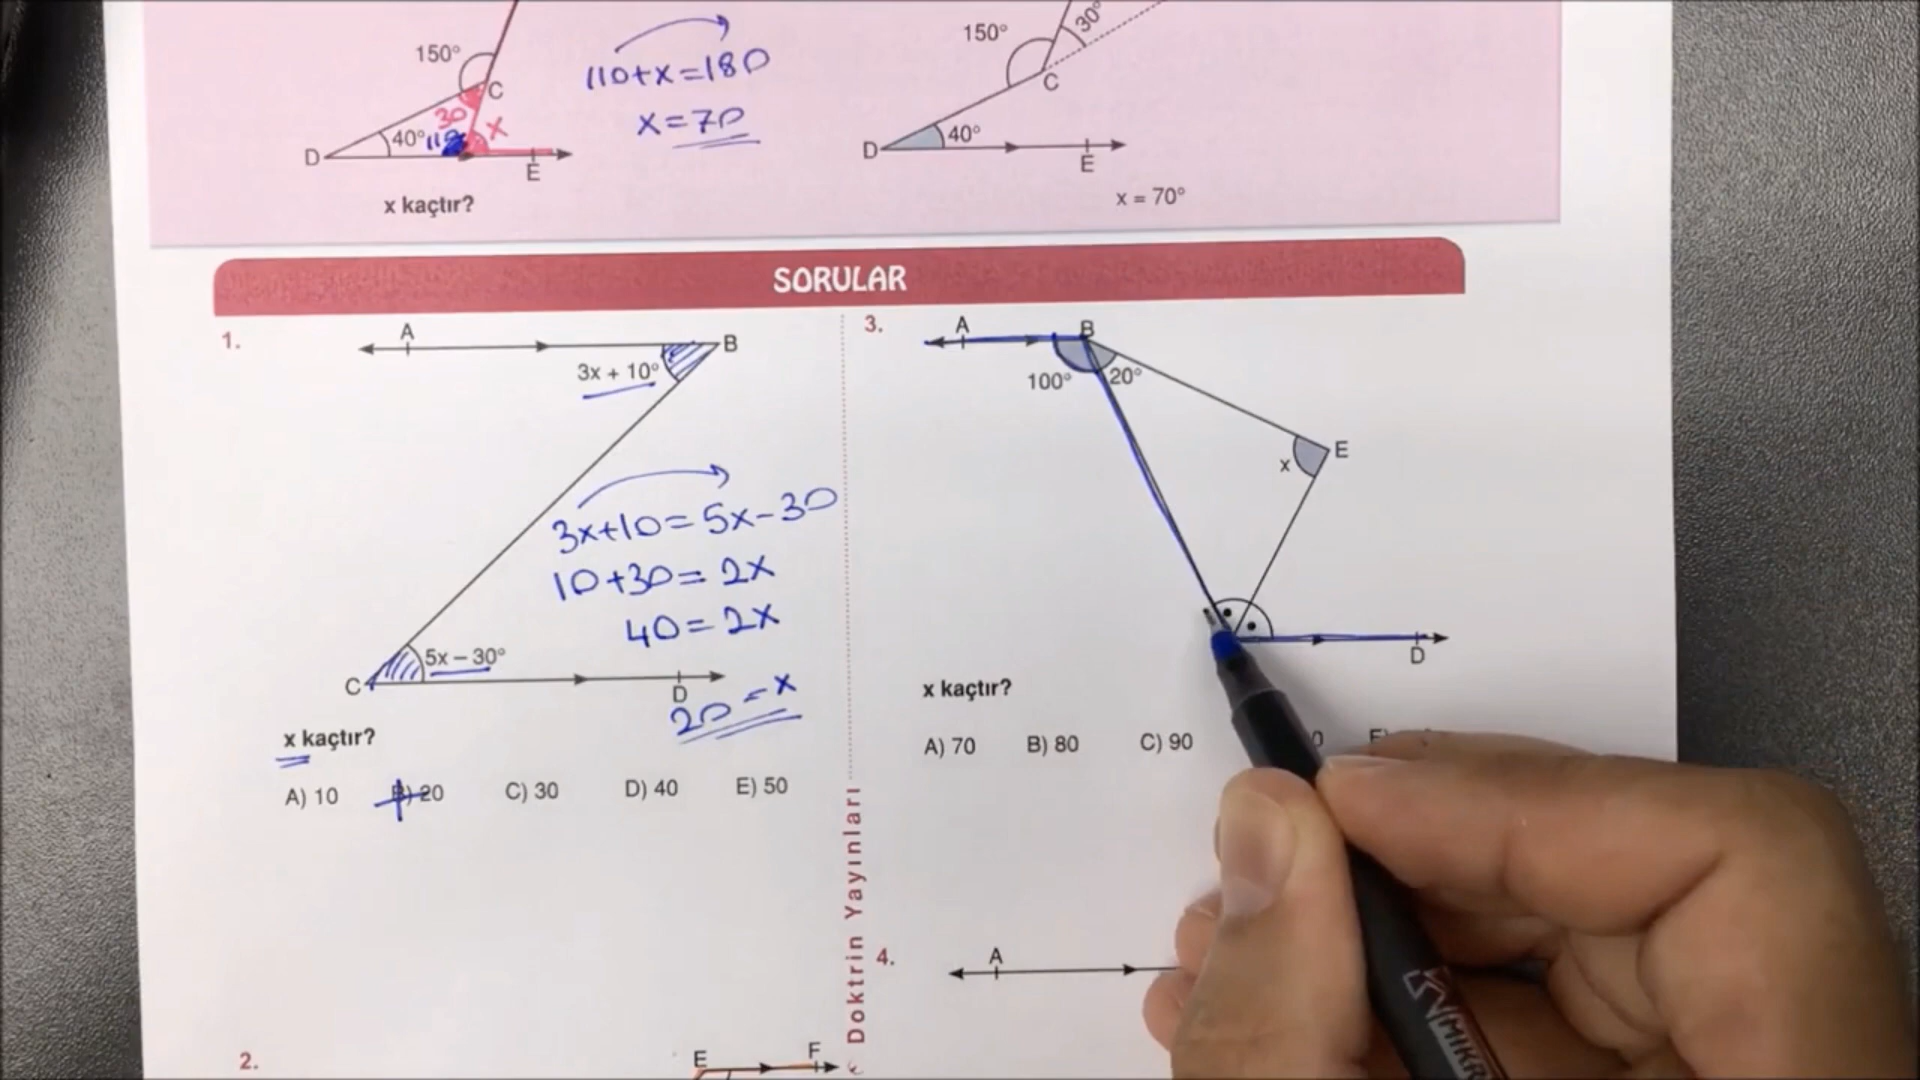 150°
C
30
x
40°
110
D
E
x kaçtır?
110+x=180
x=70
150°
30°
C
D
40°
E
x = 70°
SORULAR
1.
A
B
3x + 10°
3x+10=5x-30
10+30=2x
40=2x
20=x
C
5x – 30°
D
x kaçtır?
A) 10 B) 20 C) 30 D) 40 E) 50
2.
E
F
Doktrin Yayınları
3.
A
B
100°
20°
E
x
D
x kaçtır?
A) 70 B) 80 C) 90
4.
A